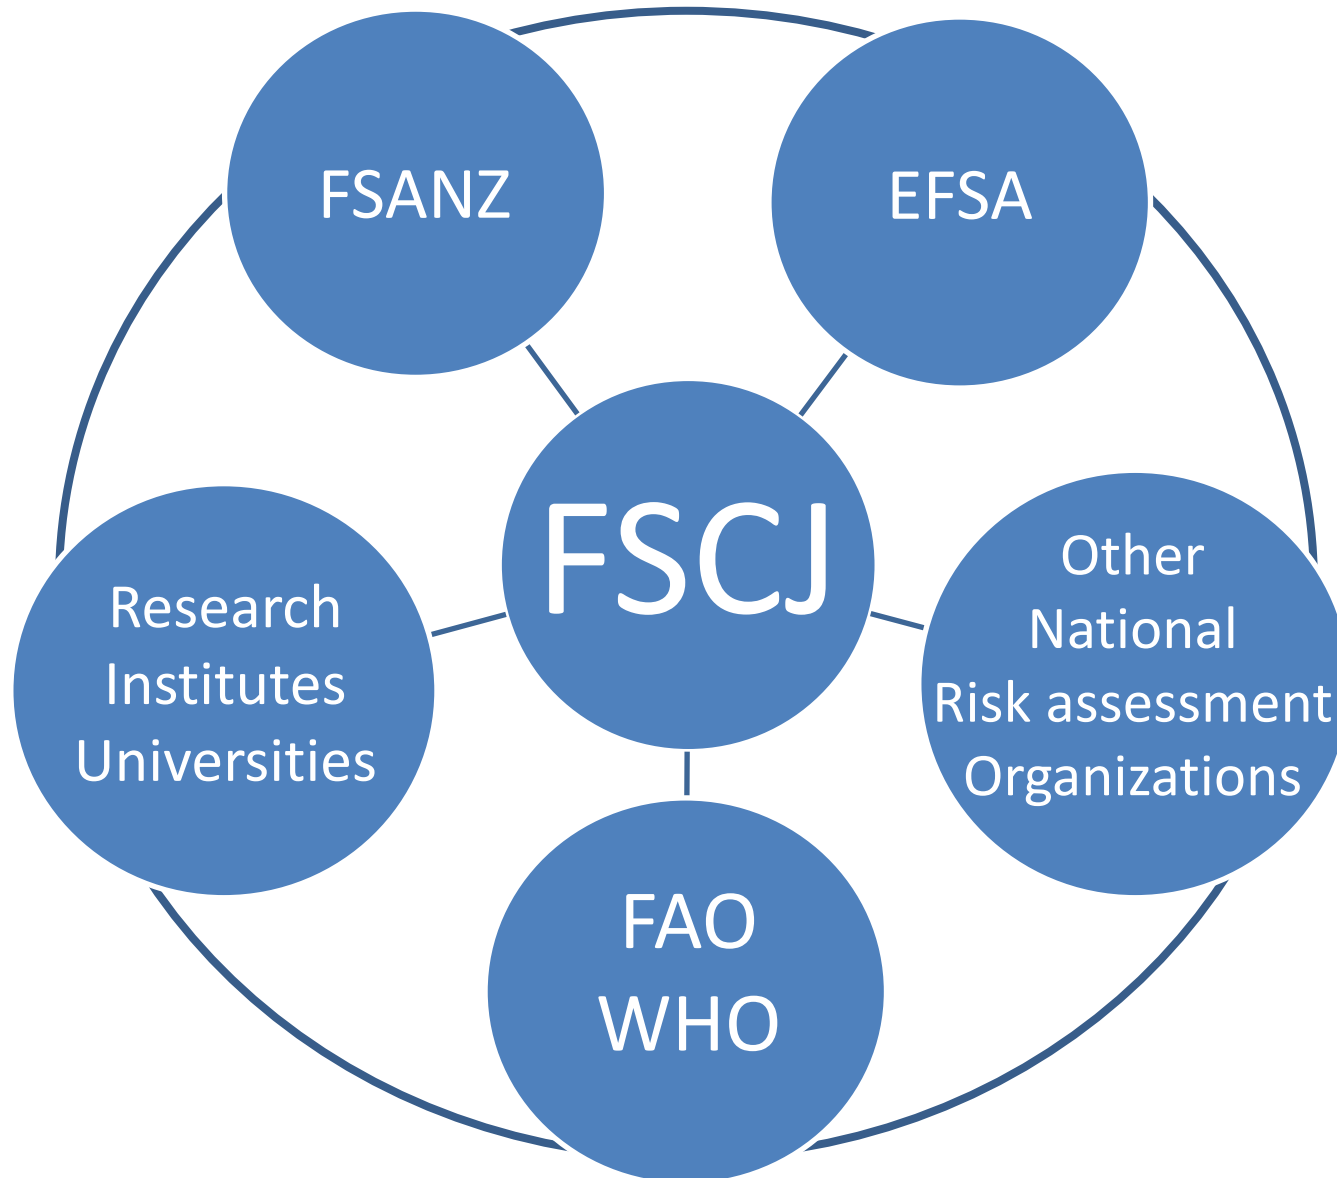 FSANZ
EFSA
FSCJ
Research
Institutes
Universities
Other
National
Risk assessment
Organizations
FAO
WHO